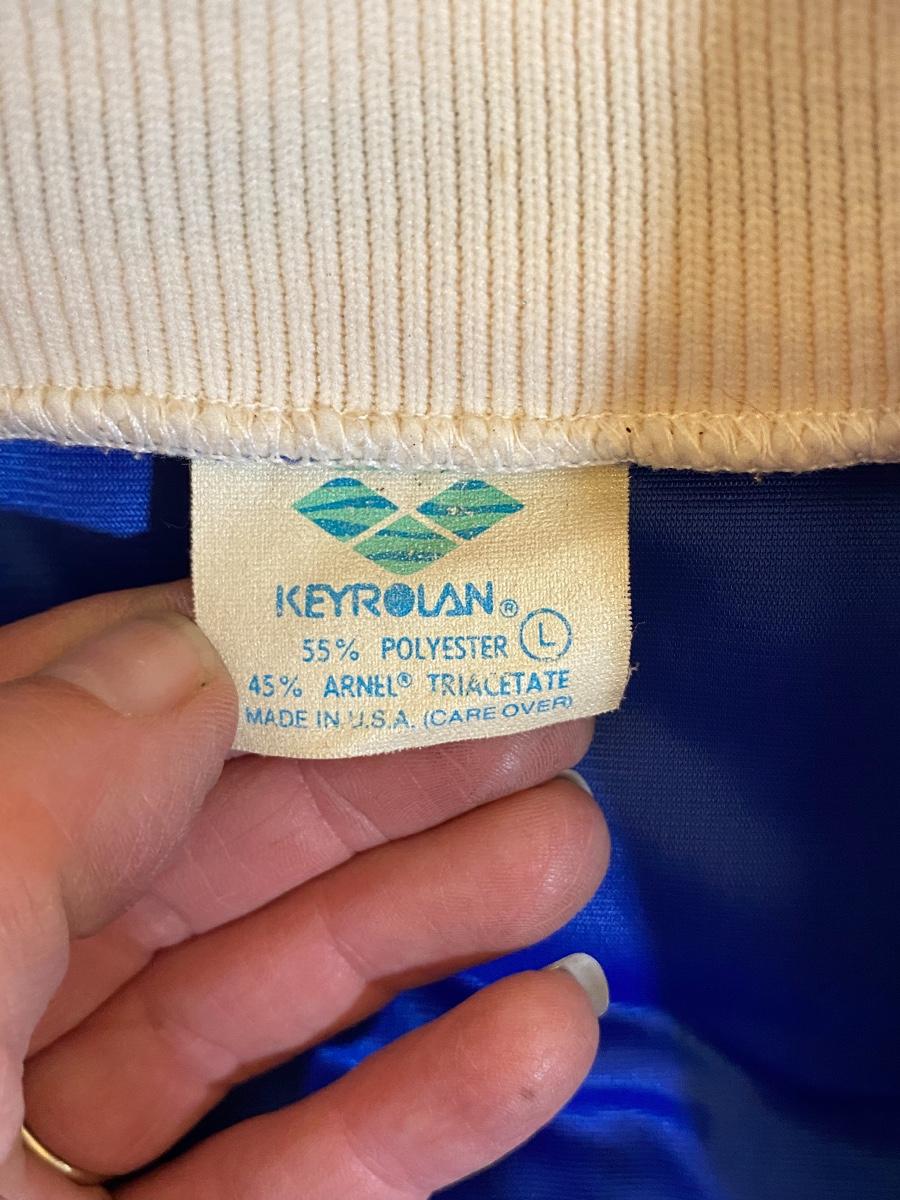 KEYROLAN®
55% POLYESTER Ⓛ
45% ARNEL® TRIACETATE
MADE IN U.S.A. (CARE OVER)